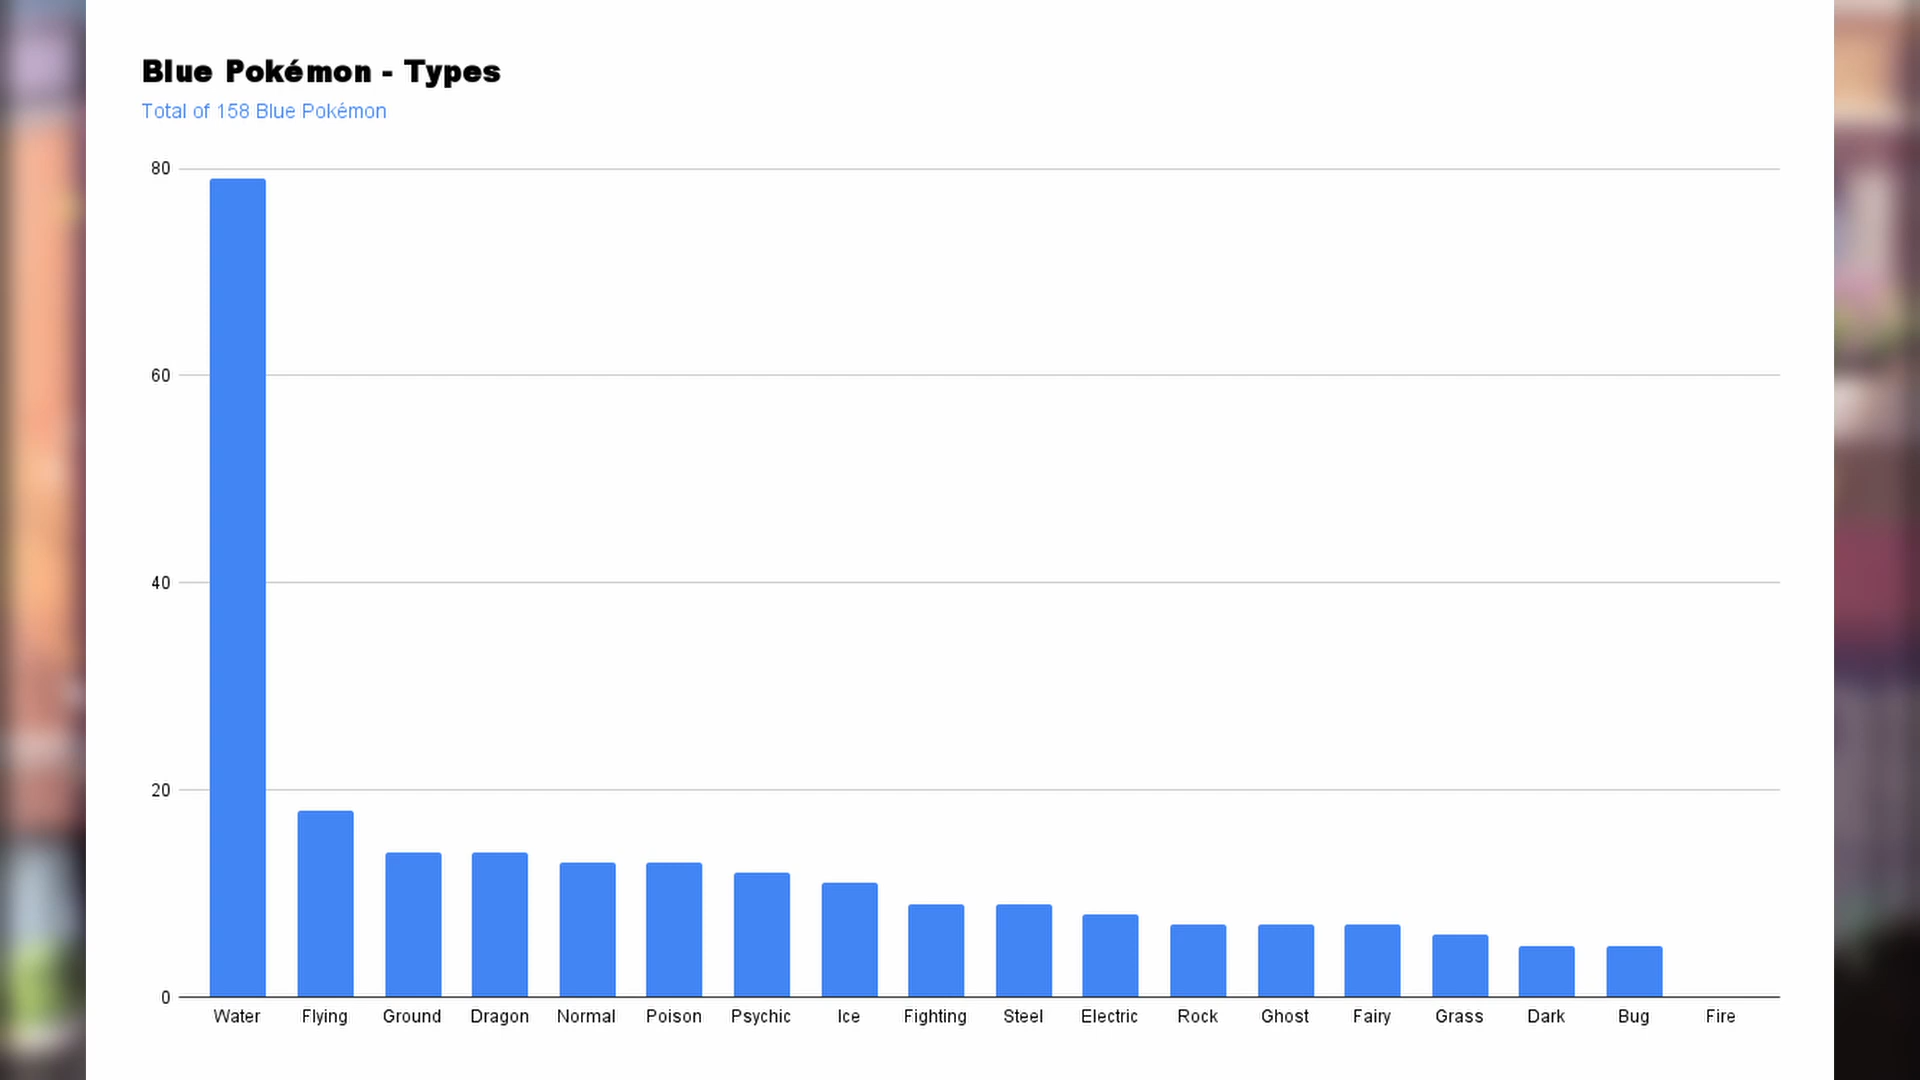 Blue Pokémon - Types
Total of 158 Blue Pokémon
80
60
40
20
0
Water Flying Ground Dragon Normal Poison Psychic Ice Fighting Steel Electric Rock Ghost Fairy Grass Dark Bug Fire